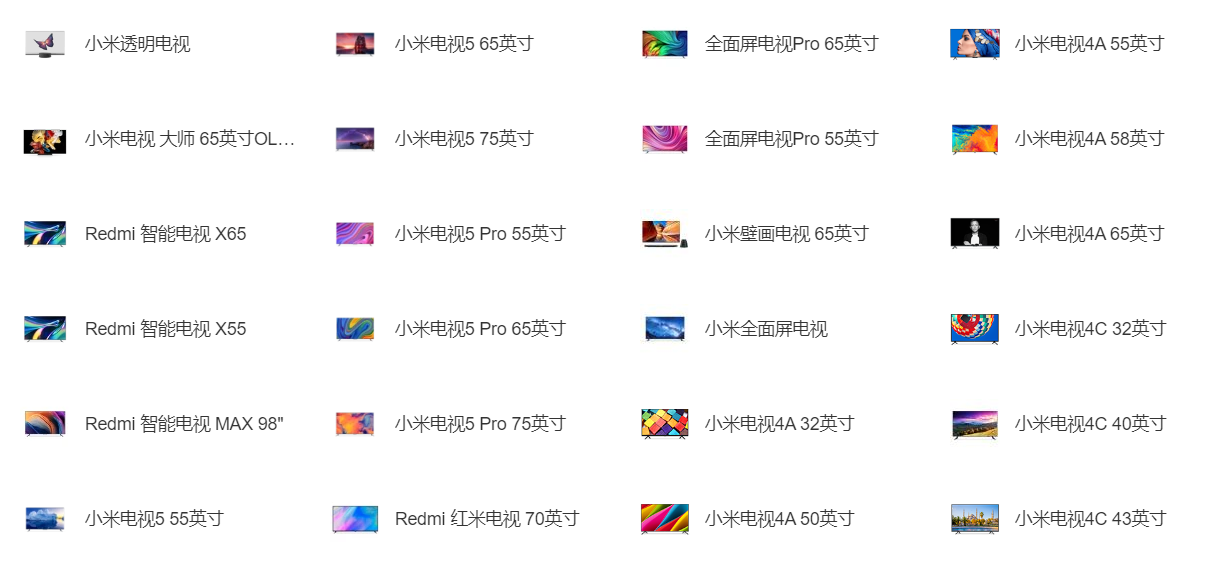 小米透明电视
小米电视5 65英寸
全面屏电视Pro 65英寸
小米电视4A 55英寸
小米电视 大师 65英寸OL…
小米电视5 75英寸
全面屏电视Pro 55英寸
小米电视4A 58英寸
Redmi 智能电视 X65
小米电视5 Pro 55英寸
小米壁画电视 65英寸
小米电视4A 65英寸
Redmi 智能电视 X55
小米电视5 Pro 65英寸
小米全面屏电视
小米电视4C 32英寸
Redmi 智能电视 MAX 98"
小米电视5 Pro 75英寸
小米电视4A 32英寸
小米电视4C 40英寸
小米电视5 55英寸
Redmi 红米电视 70英寸
小米电视4A 50英寸
小米电视4C 43英寸